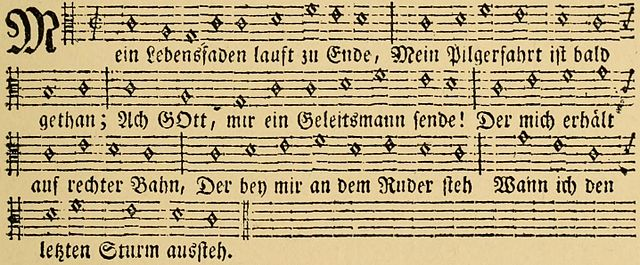 Mein Lebensfaden lauft zu Ende, Mein Pilgerfahrt ist bald
gethan; Ach GOtt, mir ein Geleitsmann sende! Der mich erhält
auf rechter Bahn, Der bey mir an dem Ruder steh Wann ich den
letzten Sturm aussteh.